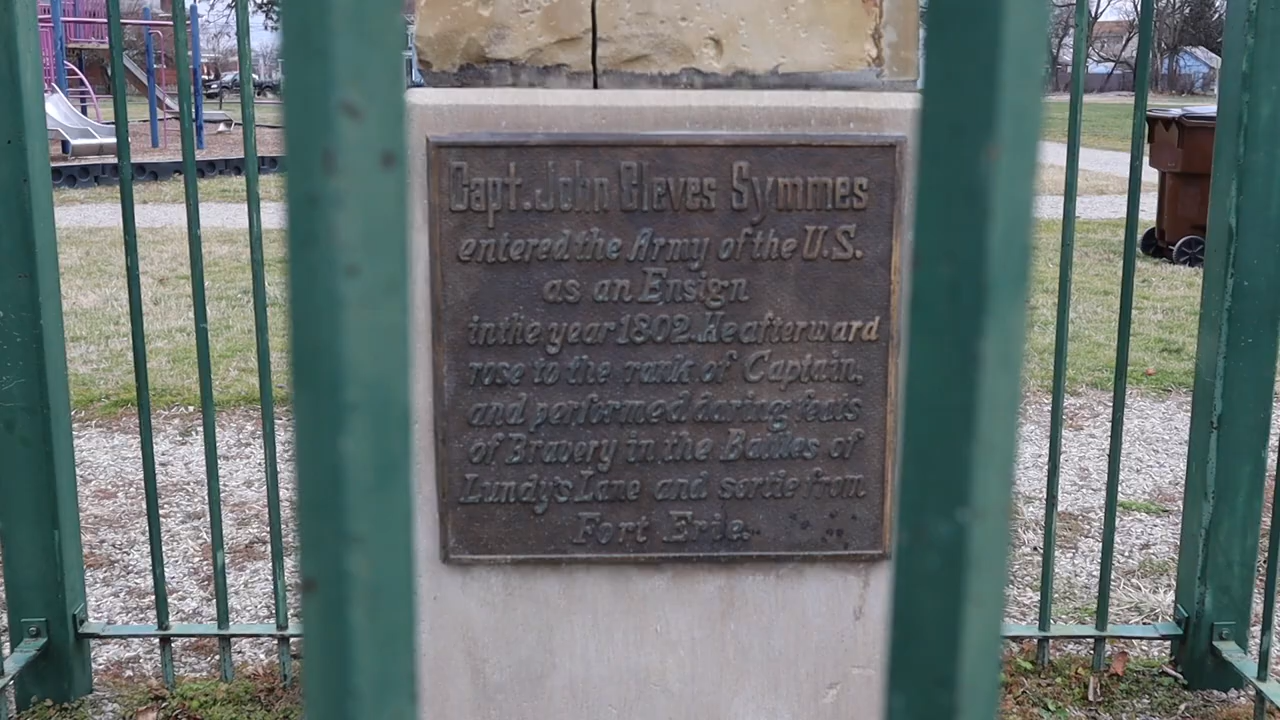 Capt. John Cleves Symmes
entered the Army of the U.S.
as an Ensign
in the year 1802. He afterward
rose to the rank of Captain,
and performed daring feats
of Bravery in the Battles of
Lundy's Lane and sortie from
Fort Erie.